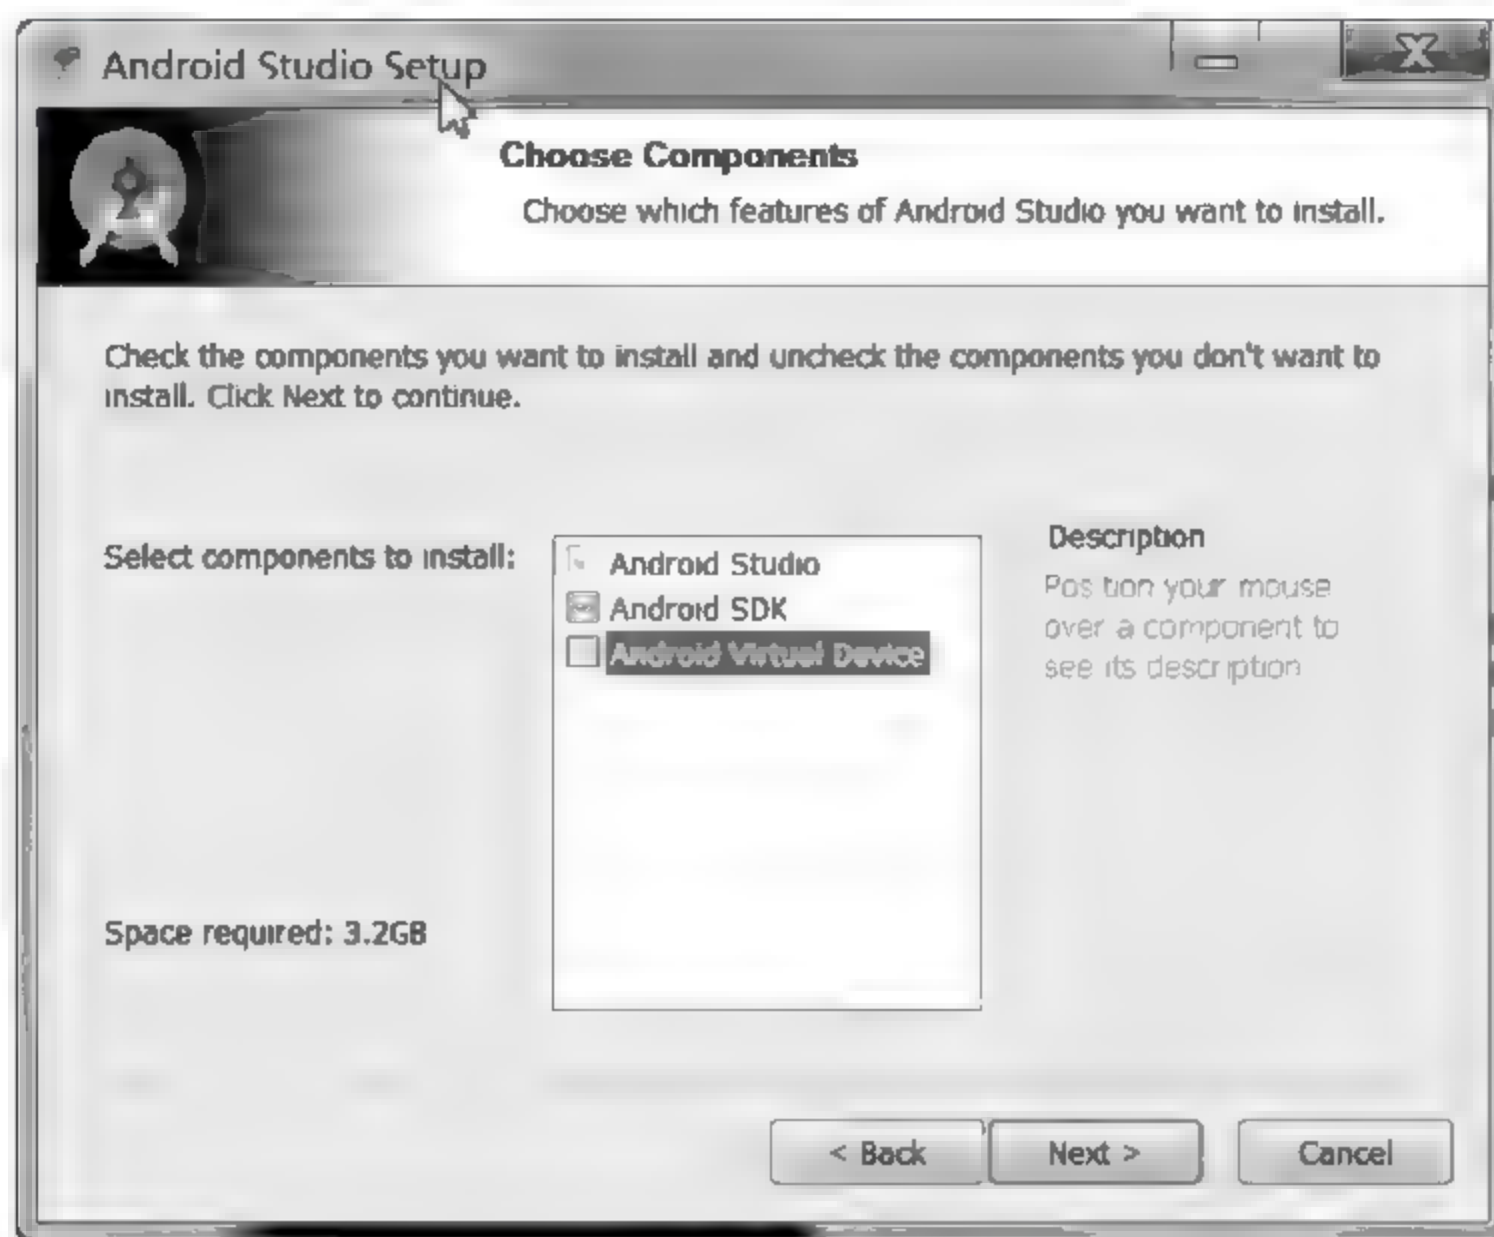 Android Studio Setup
Choose Components
Choose which features of Android Studio you want to install.
Check the components you want to install and uncheck the components you don't want to
install. Click Next to continue.
Select components to install:
Android Studio
Android SDK
Android Virtual Device
Description
Position your mouse
over a component to
see its description
Space required: 3.2GB
< Back
Next >
Cancel